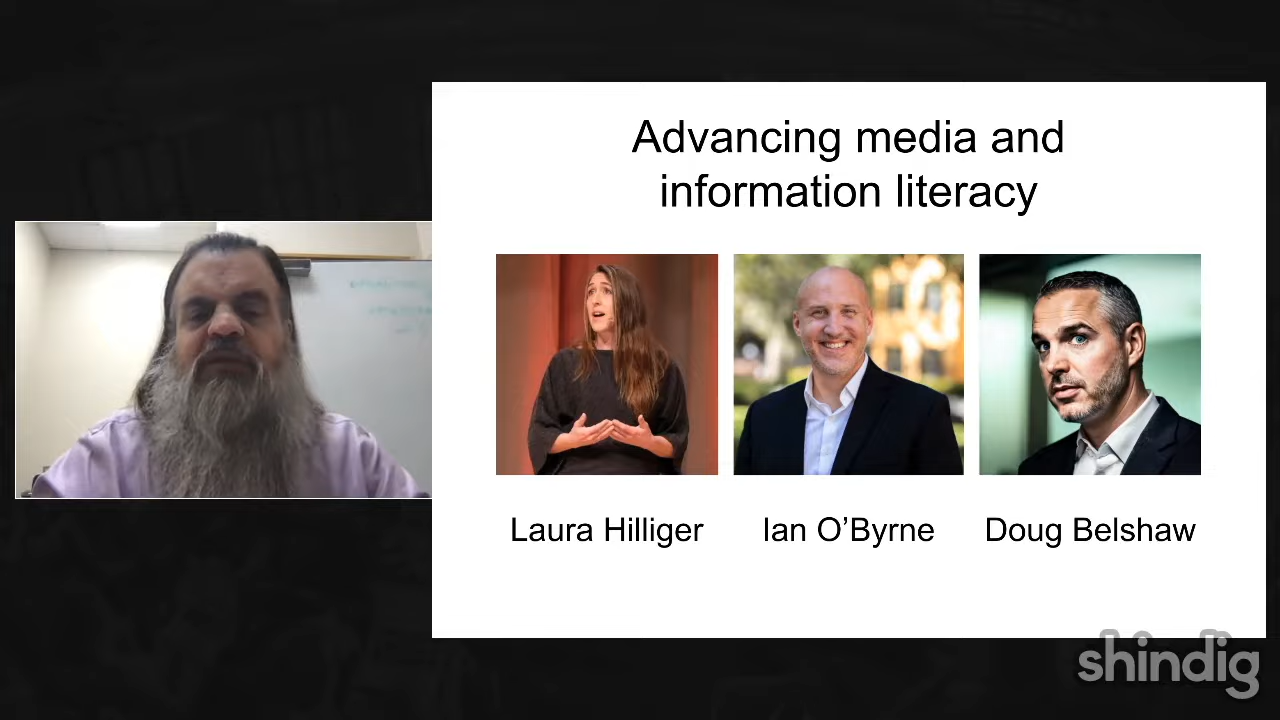 Advancing media and
information literacy
Laura Hilliger
Ian O’Byrne
Doug Belshaw
shindig